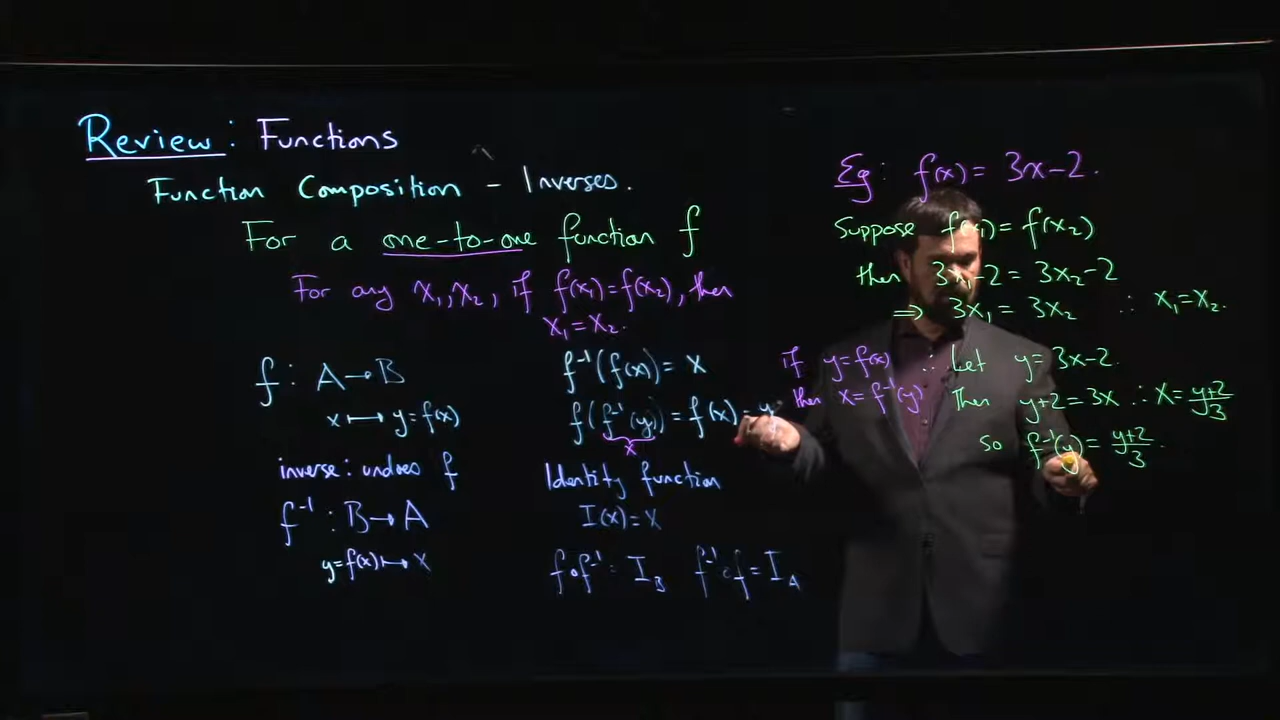 Review: Functions
Function Composition - Inverses.
For a one-to-one function f
For any x₁,x₂, if f(x₁)=f(x₂), then
x₁=x₂.
f: A→B
x↦y=f(x)
inverse: undoes f
f⁻¹: B→A
y=f(x)↦x
f⁻¹(f(x))=x
f(f⁻¹(y))=f(x)=y
x
Identity function
I(x)=x
f∘f⁻¹=I_B f⁻¹∘f=I_A
Eg: f(x)=3x-2.
Suppose f(x₁)=f(x₂)
then 3x₁-2=3x₂-2
⇒ 3x₁=3x₂ ∴ x₁=x₂.
if y=f(x)
then x=f⁻¹(y)
∴ Let y=3x-2.
Then y+2=3x ∴ x=(y+2)/3
So f⁻¹(y)=(y+2)/3.